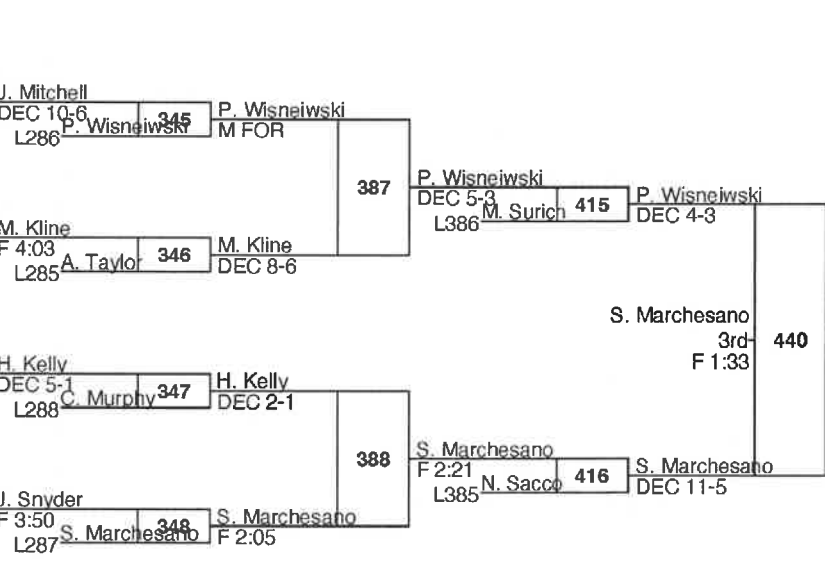 J. Mitchell
DEC 10-6
L286 P. Wisneiwski
345
P. Wisneiwski
M FOR
387
P. Wisneiwski
DEC 5-3
L386 M. Surich
415
P. Wisneiwski
DEC 4-3
M. Kline
F 4:03
L285 A. Taylor
346
M. Kline
DEC 8-6
S. Marchesano
3rd
F 1:33
440
H. Kelly
DEC 5-1
L288 C. Murphy
347
H. Kelly
DEC 2-1
388
S. Marchesano
F 2:21
L385 N. Sacco
416
S. Marchesano
DEC 11-5
J. Snyder
F 3:50
L287 S. Marchesano
348
S. Marchesano
F 2:05